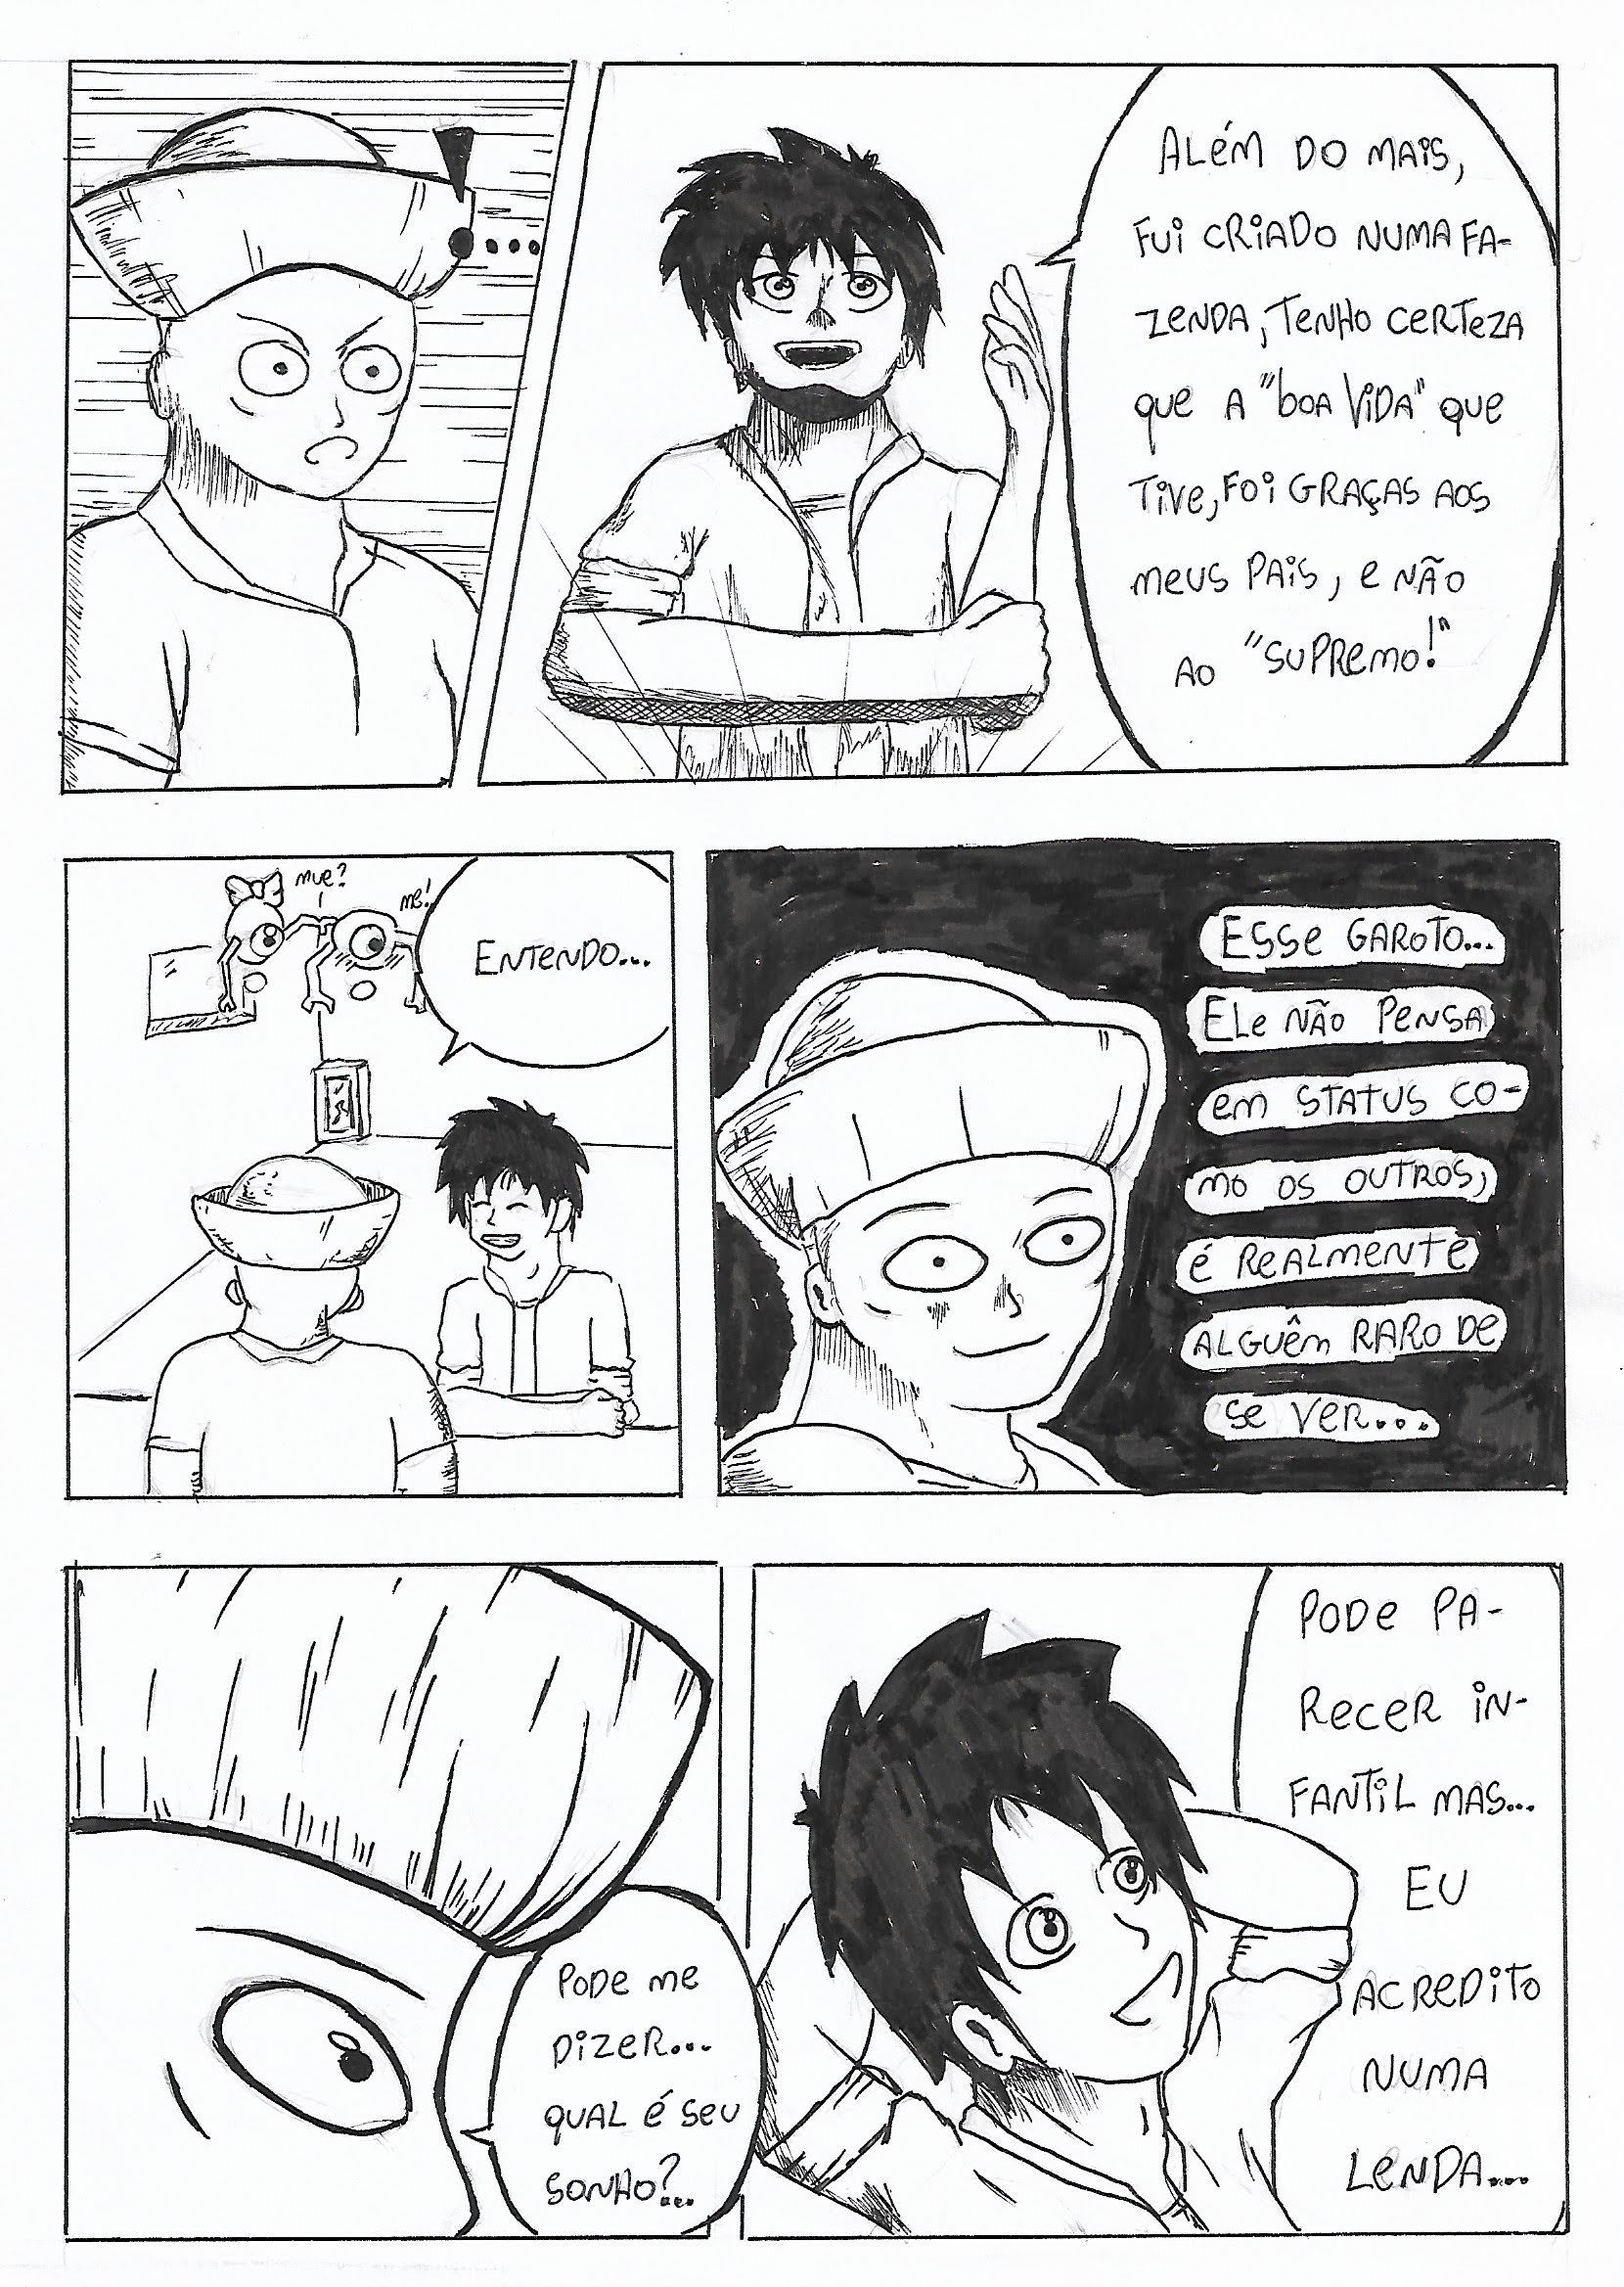 ALÉM DO MAIS,
FUI CRIADO NUMA FA-
ZENDA, TENHO CERTEZA
QUE A "BOA VIDA" QUE
TIVE, FOI GRAÇAS AOS
MEUS PAIS, E NÃO
AO "SUPREMO!"
MUE?
ME!
ENTENDO...
ESSE GAROTO...
ELE NÃO PENSA
EM STATUS CO-
MO OS OUTROS,
É REALMENTE
ALGUÊM RARO DE
SE VER...
PODE ME
DIZER...
QUAL É SEU
SONHO?...
PODE PA-
RECER IN-
FANTIL MAS...
EU
ACREDITO
NUMA
LENDA...